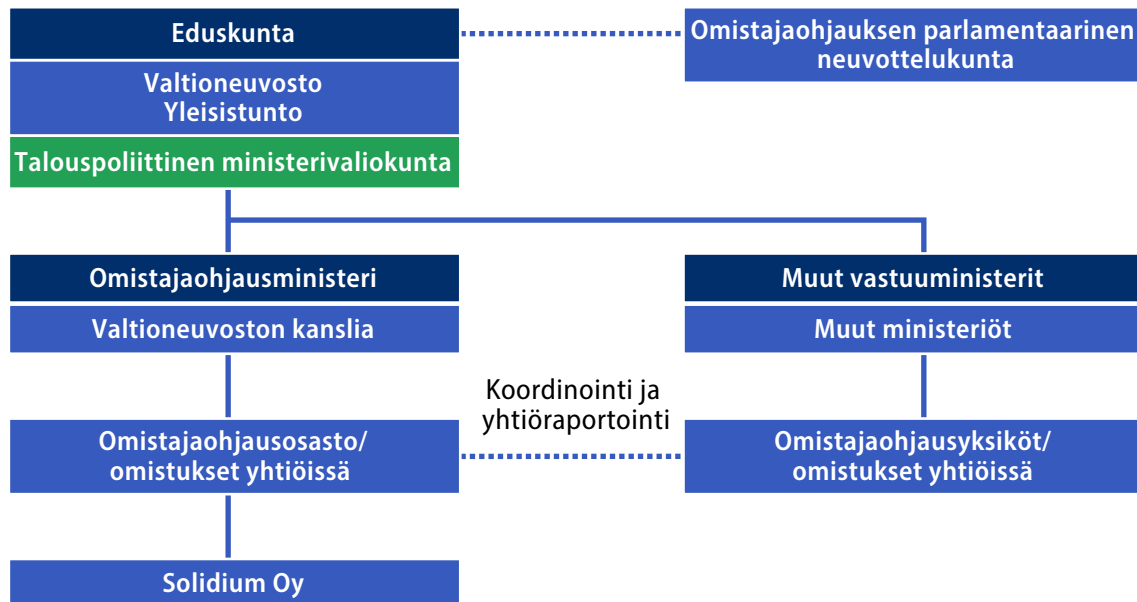 Eduskunta
Omistajaohjauksen parlamentaarinen
neuvottelukunta
Valtioneuvosto
Yleisistunto
Talouspoliittinen ministerivaliokunta
Omistajaohjausministeri
Muut vastuuministerit
Valtioneuvoston kanslia
Muut ministeriöt
Koordinointi ja
yhtiöraportointi
Omistajaohjausosasto/
omistukset yhtiöissä
Omistajaohjausyksiköt/
omistukset yhtiöissä
Solidium Oy